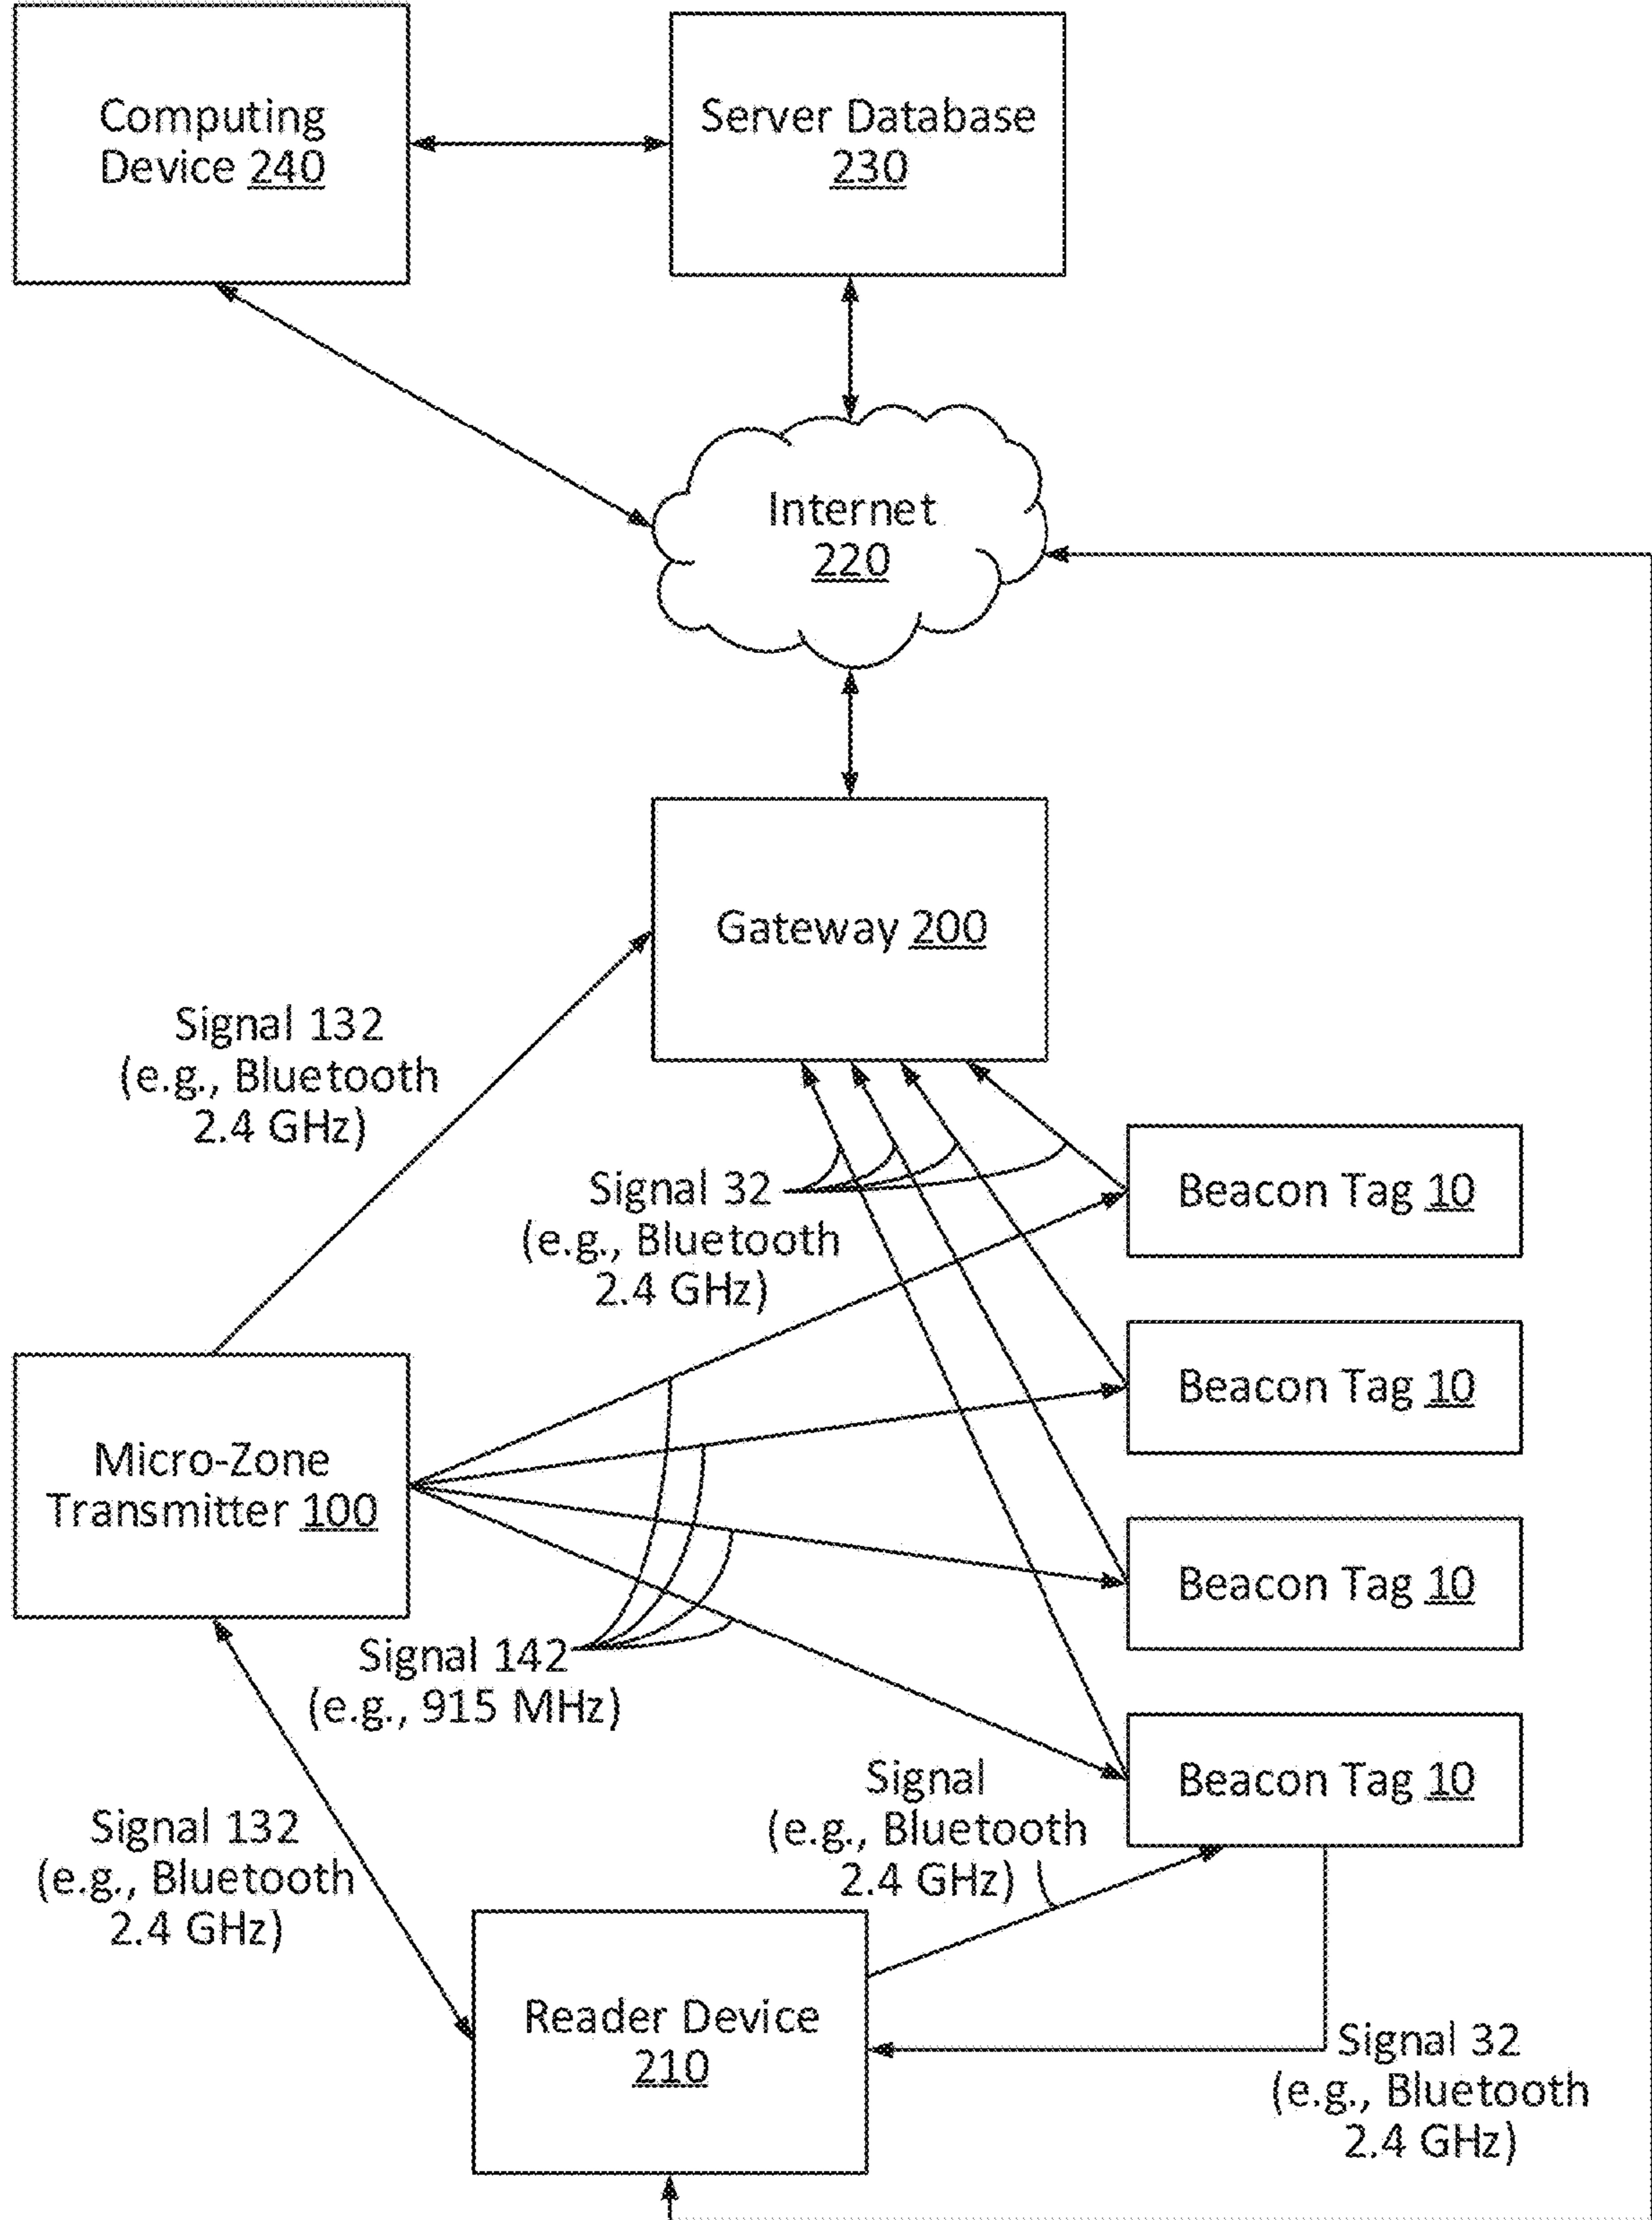 Computing
Device 240
Server Database
230
Internet
220
Gateway 200
Signal 132
(e.g., Bluetooth
2.4 GHz)
Signal 32
(e.g., Bluetooth
2.4 GHz)
Beacon Tag 10
Beacon Tag 10
Micro-Zone
Transmitter 100
Beacon Tag 10
Signal 142
(e.g., 915 MHz)
Beacon Tag 10
Signal
(e.g., Bluetooth
2.4 GHz)
Signal 132
(e.g., Bluetooth
2.4 GHz)
Reader Device
210
Signal 32
(e.g., Bluetooth
2.4 GHz)